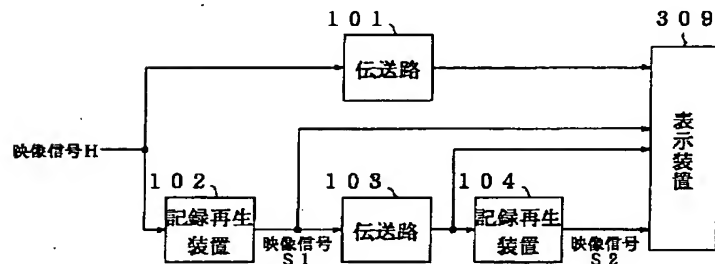 101
309
伝送路
映像信号H
表示装置
102
103
104
記録再生
装置
伝送路
記録再生
装置
映像信号
S1
映像信号
S2